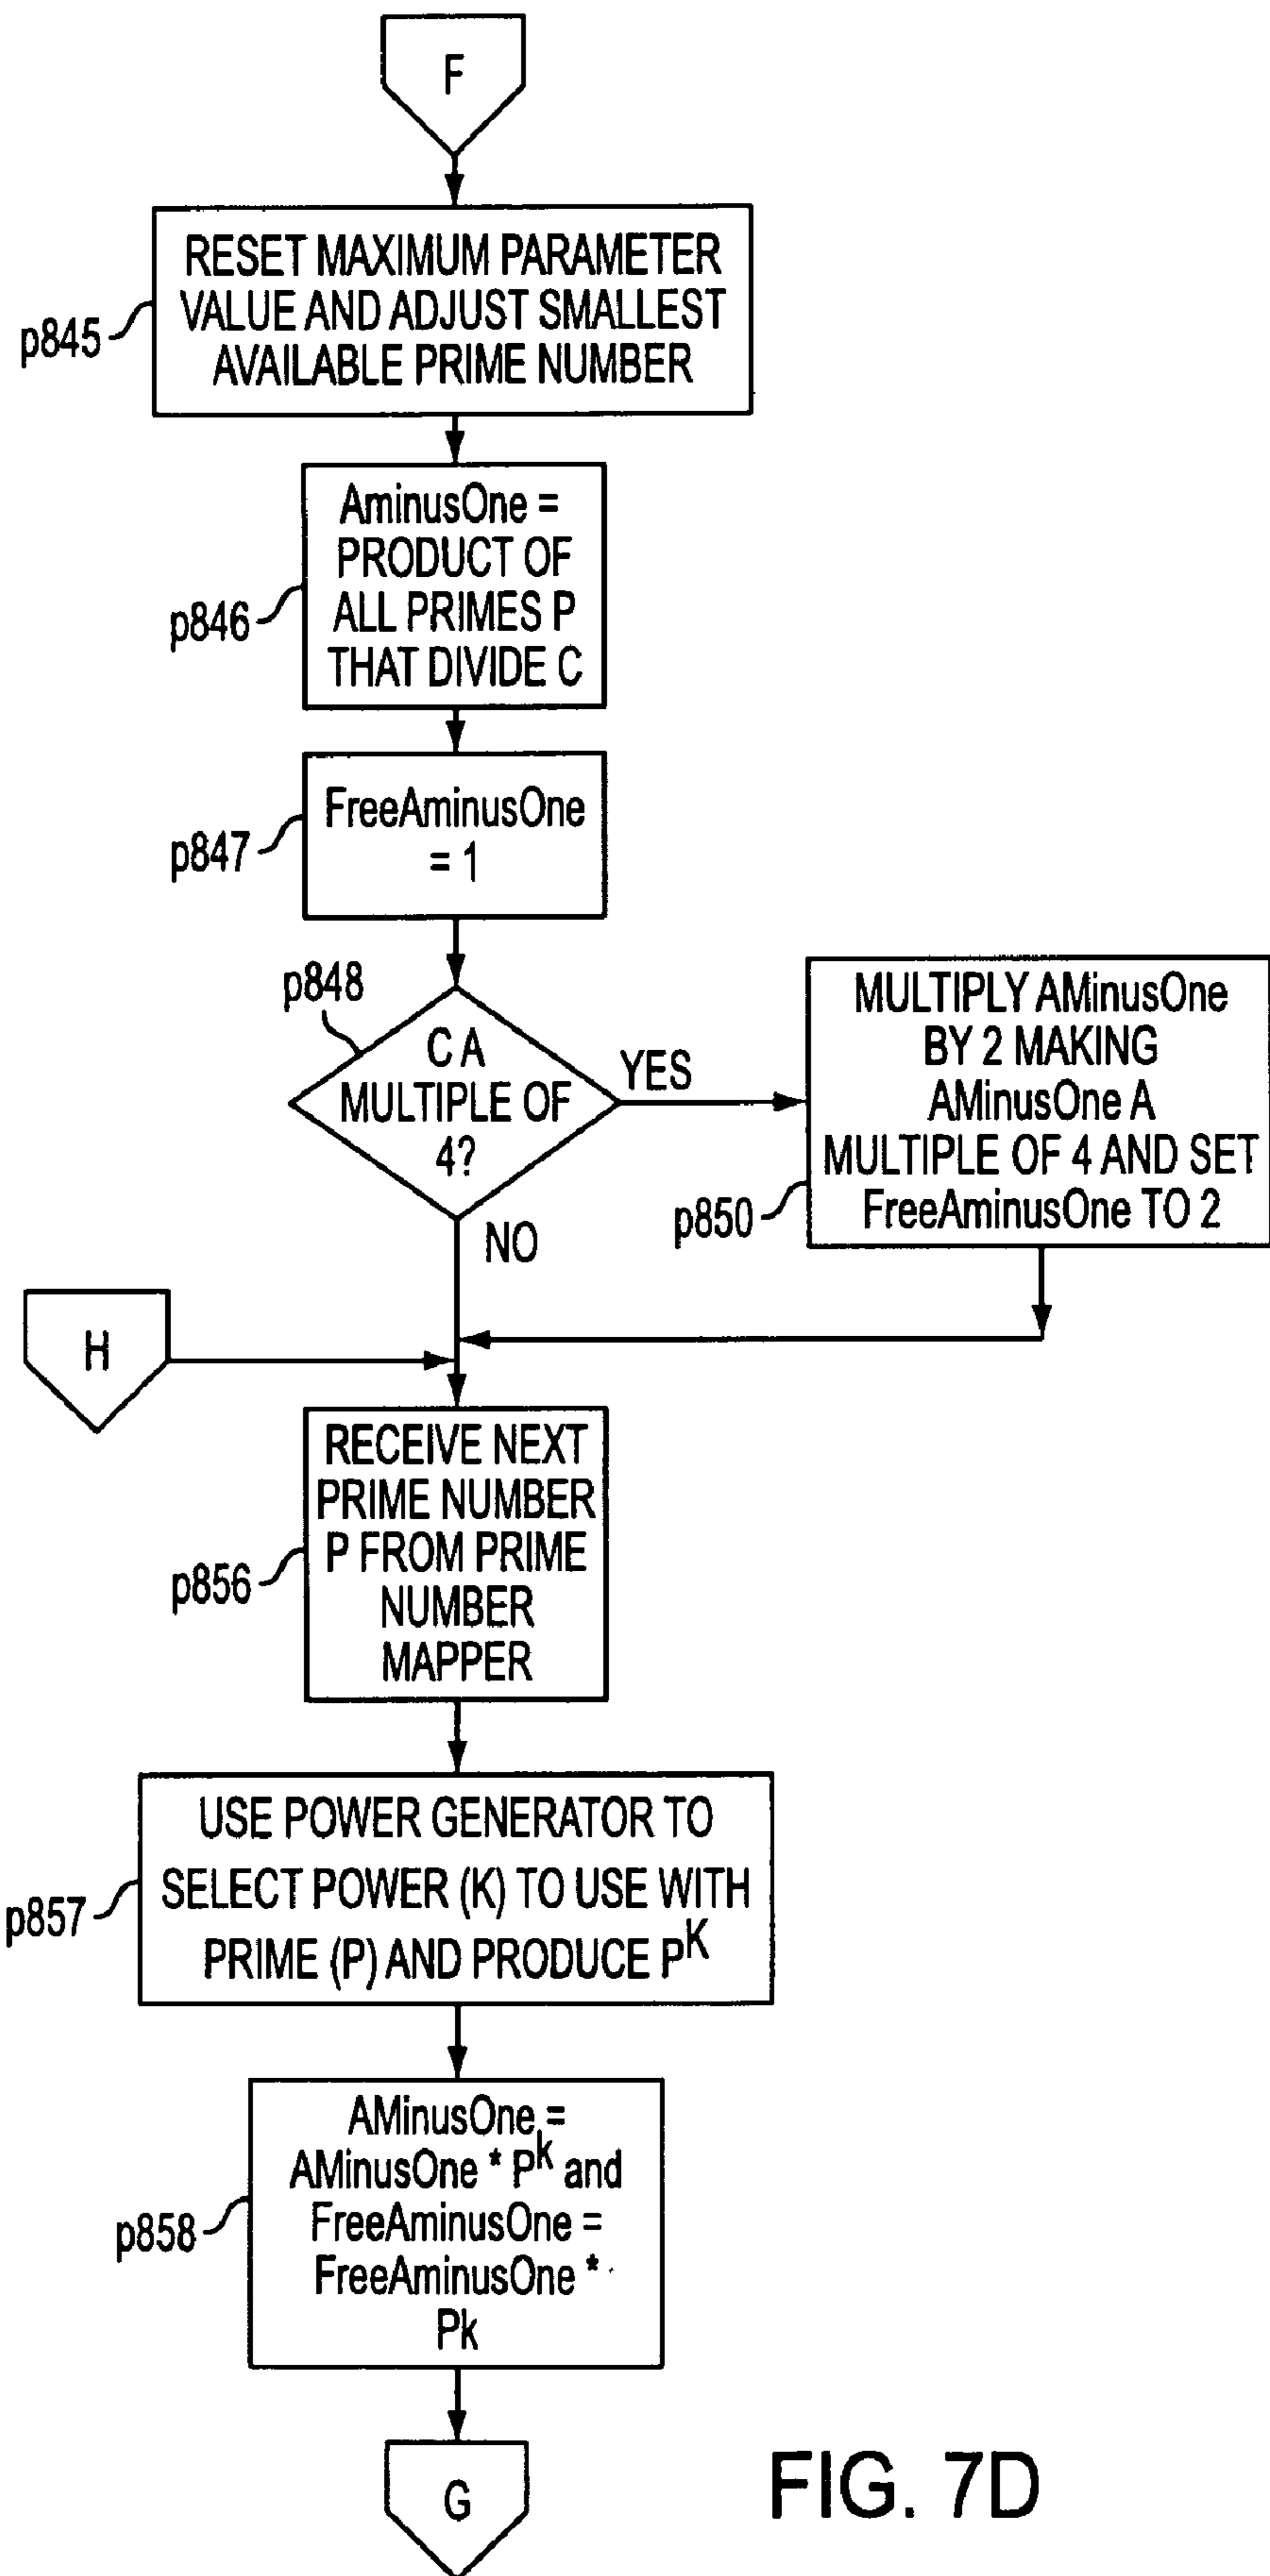 F
RESET MAXIMUM PARAMETER
VALUE AND ADJUST SMALLEST
AVAILABLE PRIME NUMBER
p845
AminusOne =
PRODUCT OF
ALL PRIMES P
THAT DIVIDE C
p846
FreeAminusOne
= 1
p847
p848
C A
MULTIPLE OF
4?
YES
NO
MULTIPLY AMinusOne
BY 2 MAKING
AMinusOne A
MULTIPLE OF 4 AND SET
FreeAminusOne TO 2
p850
H
RECEIVE NEXT
PRIME NUMBER
P FROM PRIME
NUMBER
MAPPER
p856
USE POWER GENERATOR TO
SELECT POWER (K) TO USE WITH
PRIME (P) AND PRODUCE P^K
p857
AMinusOne =
AMinusOne * P^k and
FreeAminusOne =
FreeAminusOne *
Pk
p858
G
FIG. 7D